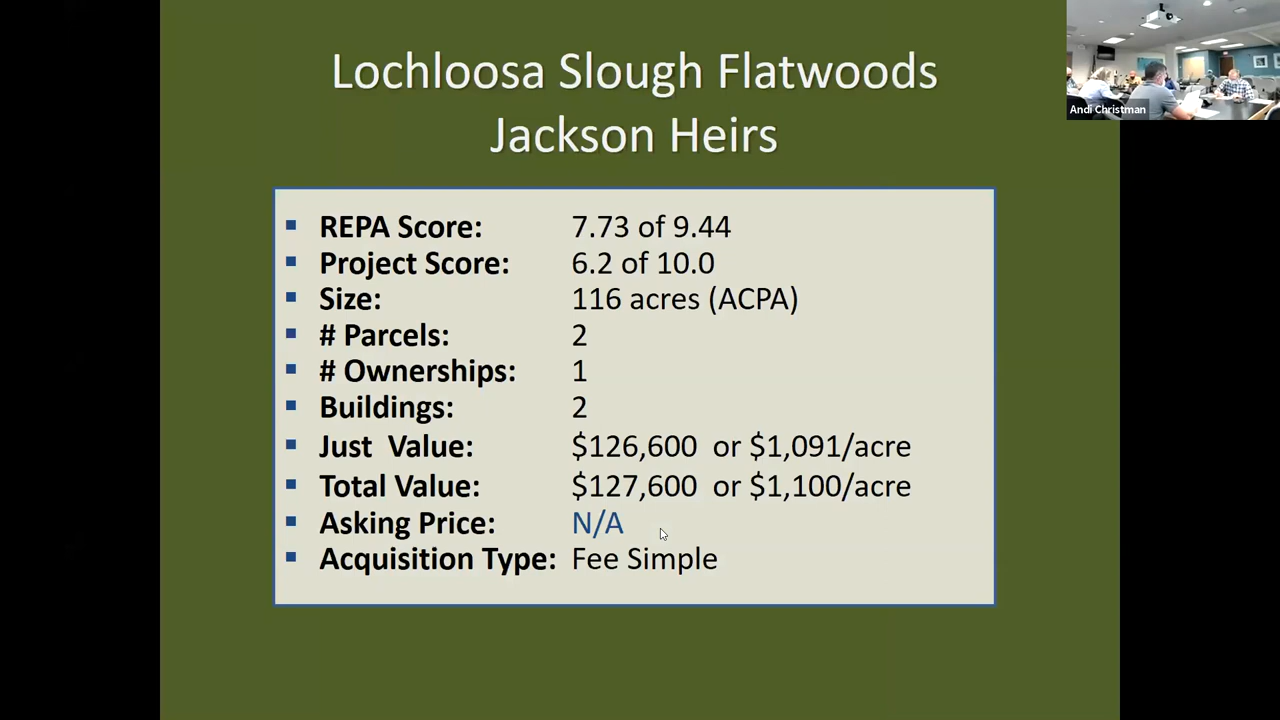 Lochloosa Slough Flatwoods
Jackson Heirs
REPA Score: 7.73 of 9.44
Project Score: 6.2 of 10.0
Size: 116 acres (ACPA)
# Parcels: 2
# Ownerships: 1
Buildings: 2
Just Value: $126,600 or $1,091/acre
Total Value: $127,600 or $1,100/acre
Asking Price: N/A
Acquisition Type: Fee Simple
Andi Christman